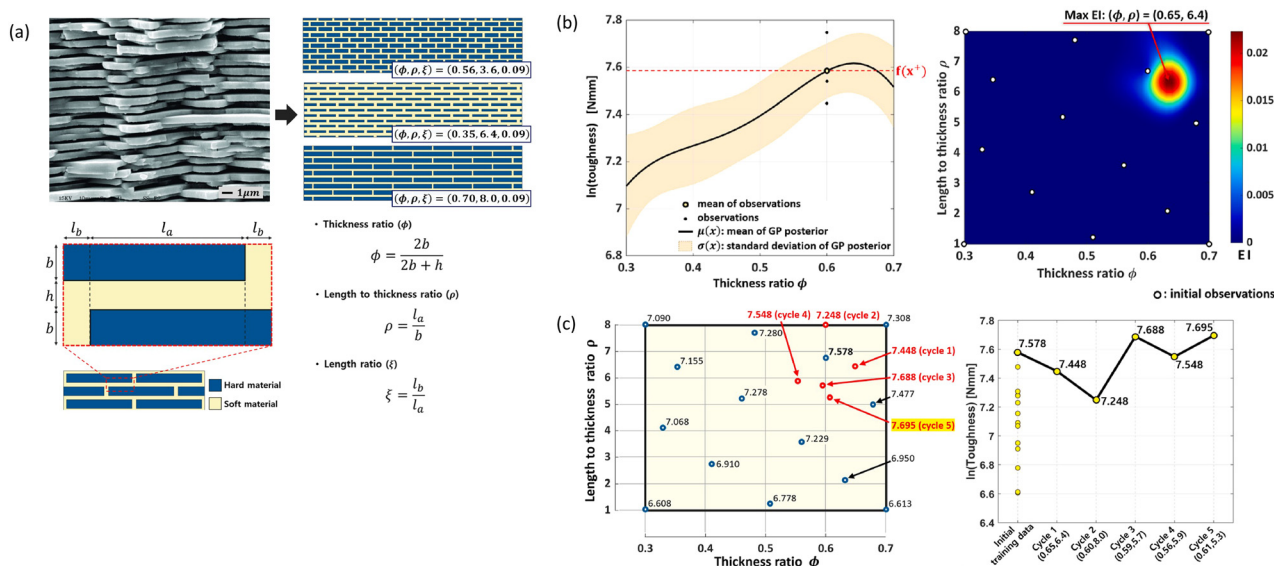 (a)
1μm
(ϕ, ρ, ξ) = (0.56, 3.6, 0.09)
(ϕ, ρ, ξ) = (0.35, 6.4, 0.09)
(ϕ, ρ, ξ) = (0.70, 8.0, 0.09)
l_b l_a l_b
b
h
b
Hard material
Soft material
• Thickness ratio (ϕ)
ϕ = 2b / (2b + h)
• Length to thickness ratio (ρ)
ρ = l_a / b
• Length ratio (ξ)
ξ = l_b / l_a
(b)
ln(toughness) [Nmm]
7.8
7.6
7.4
7.2
7
6.8
f(x⁺)
mean of observations
observations
μ(x): mean of GP posterior
σ(x): standard deviation of GP posterior
0.3 0.4 0.5 0.6 0.7
Thickness ratio ϕ
Max EI: (ϕ, ρ) = (0.65, 6.4)
Length to thickness ratio ρ
8
7
6
5
4
3
2
1
0.3 0.4 0.5 0.6 0.7
Thickness ratio ϕ
0.02
0.015
0.01
0.005
0
EI
: initial observations
(c)
Length to thickness ratio ρ
8
7
6
5
4
3
2
1
7.548 (cycle 4)
7.248 (cycle 2)
7.090
7.308
7.280
7.578
7.448 (cycle 1)
7.155
7.688 (cycle 3)
7.477
7.278
7.695 (cycle 5)
7.068
7.229
6.950
6.910
6.778
6.608
6.613
0.3 0.4 0.5 0.6 0.7
Thickness ratio ϕ
ln(Toughness) [Nmm]
7.8
7.6
7.4
7.2
7
6.8
6.6
6.4
7.578
7.448
7.248
7.688
7.548
7.695
Initial training data
Cycle 1 (0.65,6.4)
Cycle 2 (0.60,8.0)
Cycle 3 (0.59,5.7)
Cycle 4 (0.56,5.9)
Cycle 5 (0.61,5.3)